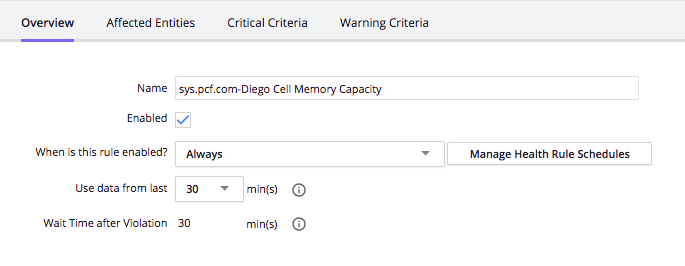 Overview Affected Entities Critical Criteria Warning Criteria
Name sys.pcf.com-Diego Cell Memory Capacity
Enabled
When is this rule enabled? Always Manage Health Rule Schedules
Use data from last 30 min(s)
Wait Time after Violation 30 min(s)